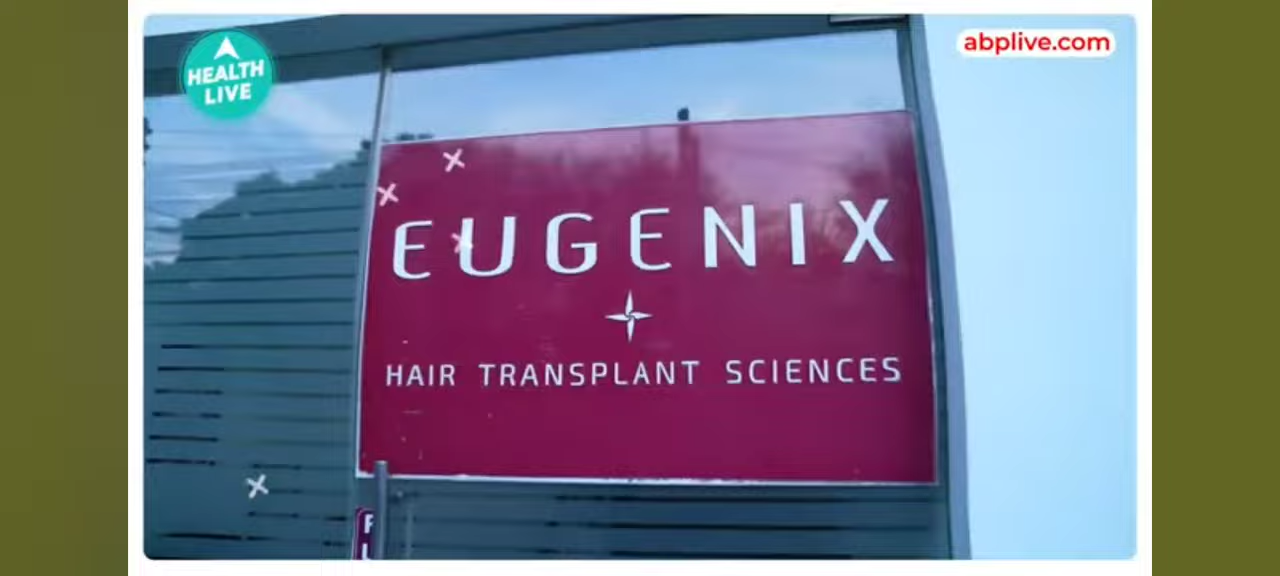 HEALTH
LIVE
abplive.com
EUGENIX
HAIR TRANSPLANT SCIENCES